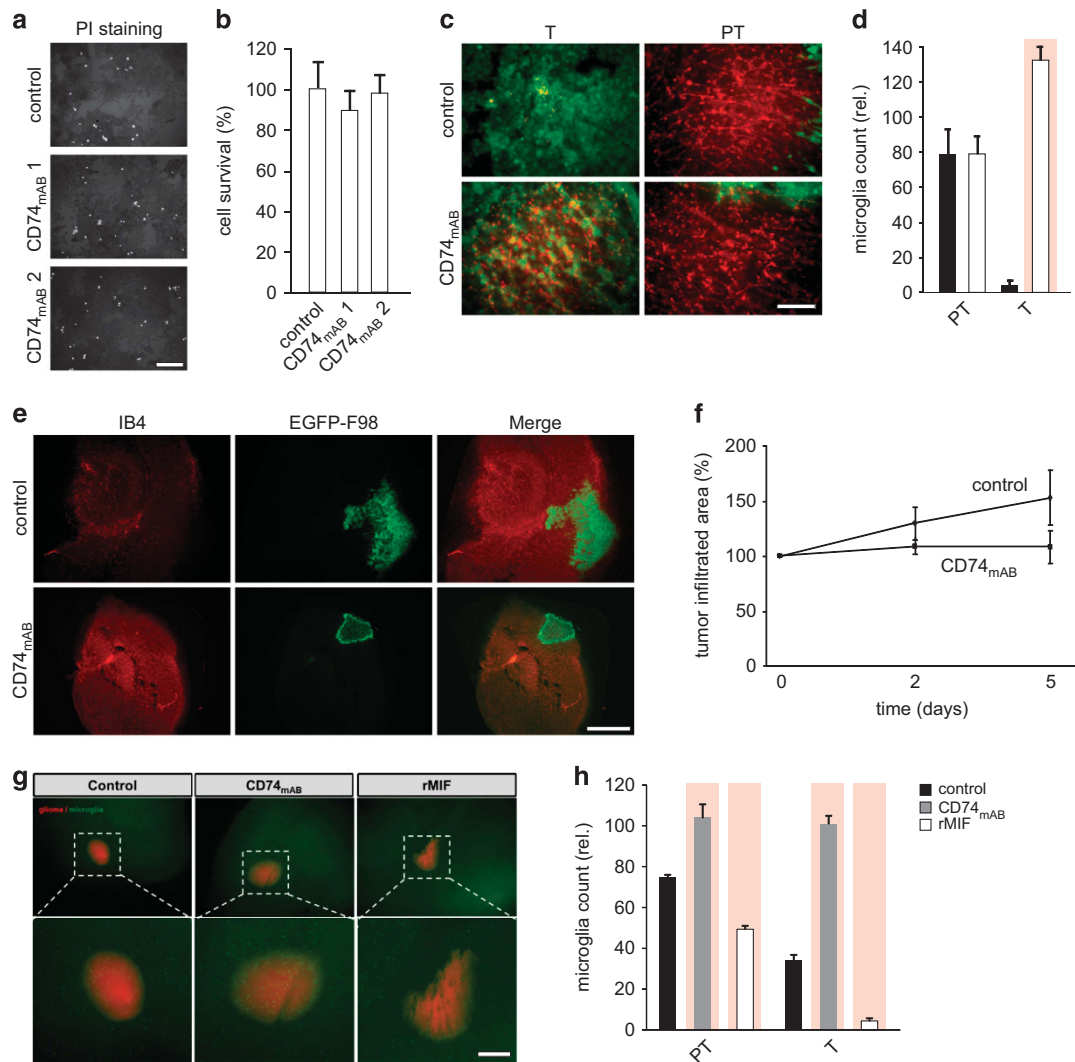 a
PI staining
control
CD74mAB 1
CD74mAB 2
b
cell survival (%)
120
100
80
60
40
20
0
control
CD74mAB 1
CD74mAB 2
c
T
PT
control
CD74mAB
d
microglia count (rel.)
140
120
100
80
60
40
20
0
PT
T
e
IB4
EGFP-F98
Merge
control
CD74mAB
f
tumor infiltrated area (%)
200
150
100
50
0
control
CD74mAB
0
2
5
time (days)
g
Control
CD74mAB
rMIF
glioma / microglia
h
microglia count (rel.)
120
100
80
60
40
20
0
PT
T
control
CD74mAB
rMIF